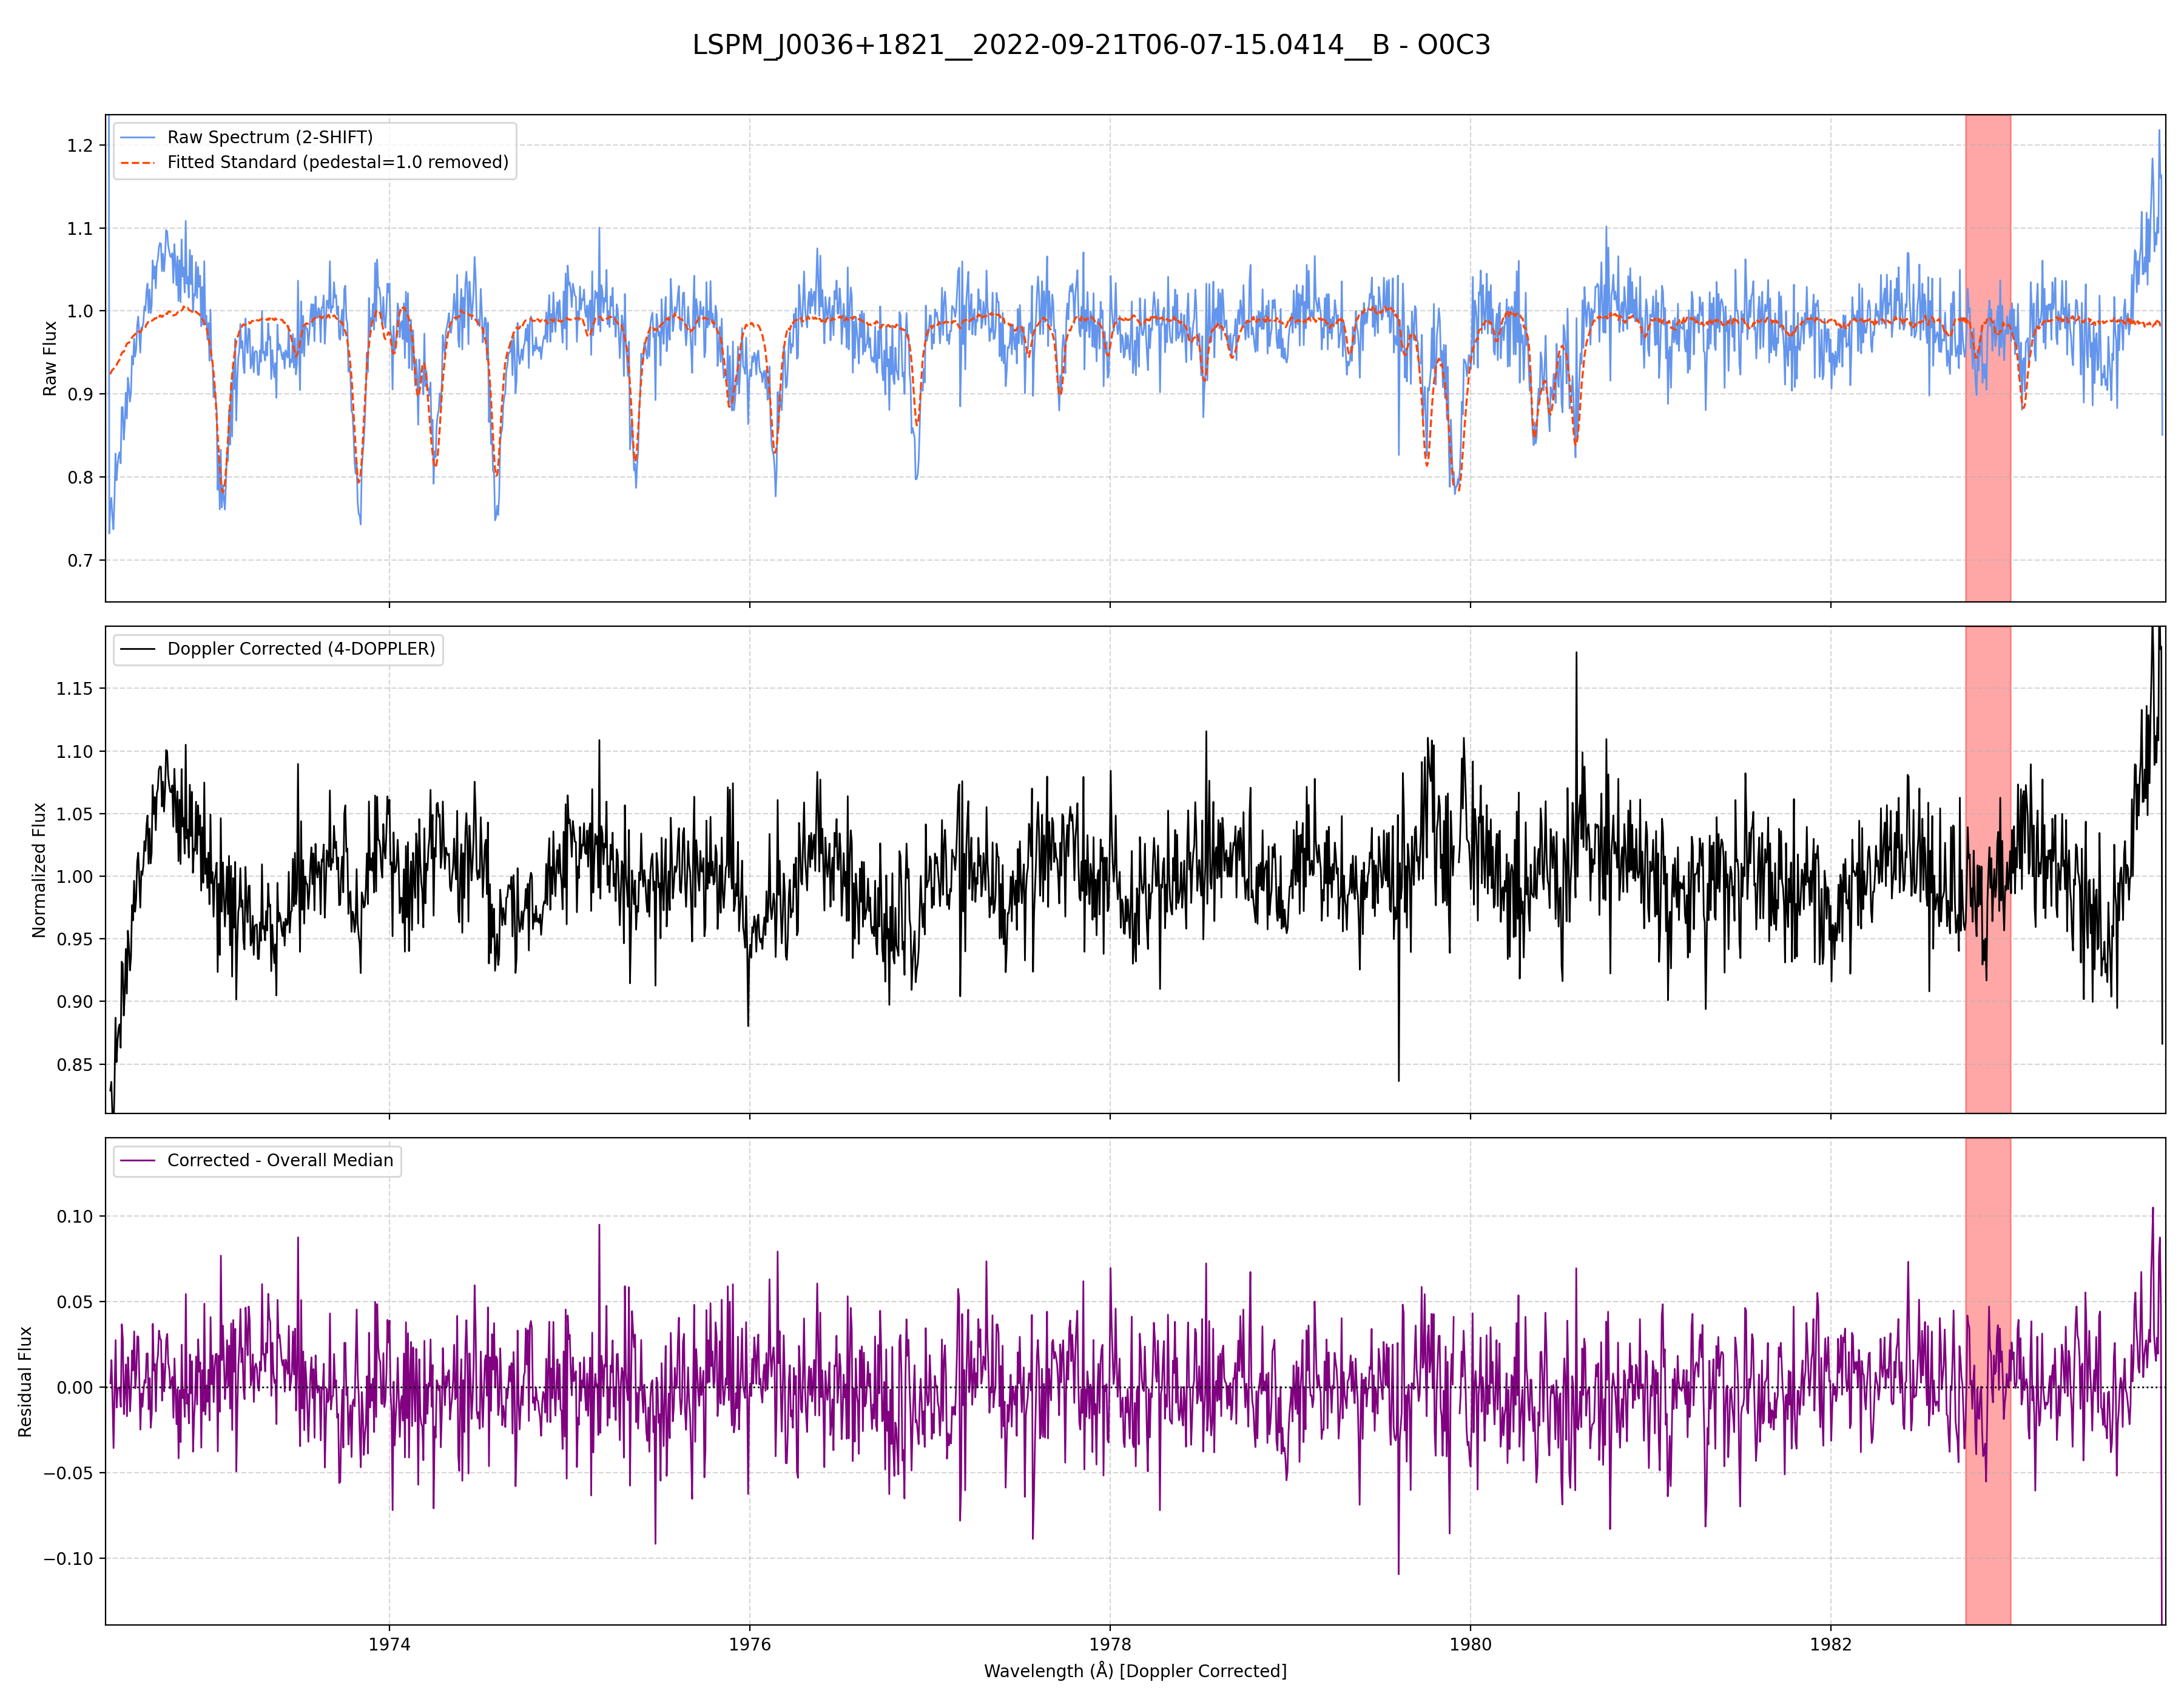 LSPM_J0036+1821__2022-09-21T06-07-15.0414__B - O0C3
Raw Spectrum (2-SHIFT)
Fitted Standard (pedestal=1.0 removed)
1.2
1.1
1.0
0.9
0.8
0.7
Raw Flux
Doppler Corrected (4-DOPPLER)
1.15
1.10
1.05
1.00
0.95
0.90
0.85
Normalized Flux
Corrected - Overall Median
0.10
0.05
0.00
−0.05
−0.10
Residual Flux
1974 1976 1978 1980 1982
Wavelength (Å) [Doppler Corrected]